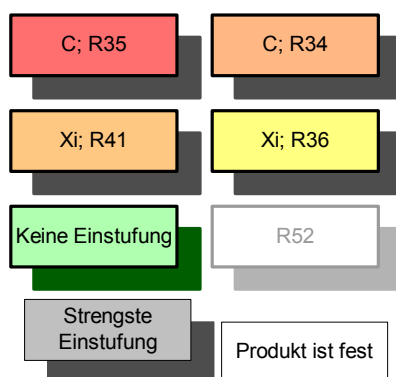 C; R35
C; R34
Xi; R41
Xi; R36
Keine Einstufung
R52
Strengste
Einstufung
Produkt ist fest